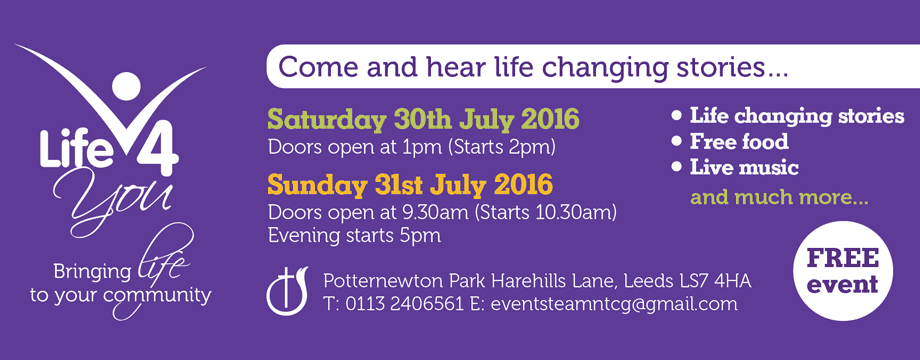 Life 4
You
Bringing life
to your community
Come and hear life changing stories...
Saturday 30th July 2016
Doors open at 1pm (Starts 2pm)
Sunday 31st July 2016
Doors open at 9.30am (Starts 10.30am)
Evening starts 5pm
Potternewton Park Harehills Lane, Leeds LS7 4HA
T: 0113 2406561 E: eventsteamntcg@gmail.com
• Life changing stories
• Free food
• Live music
and much more...
FREE
event